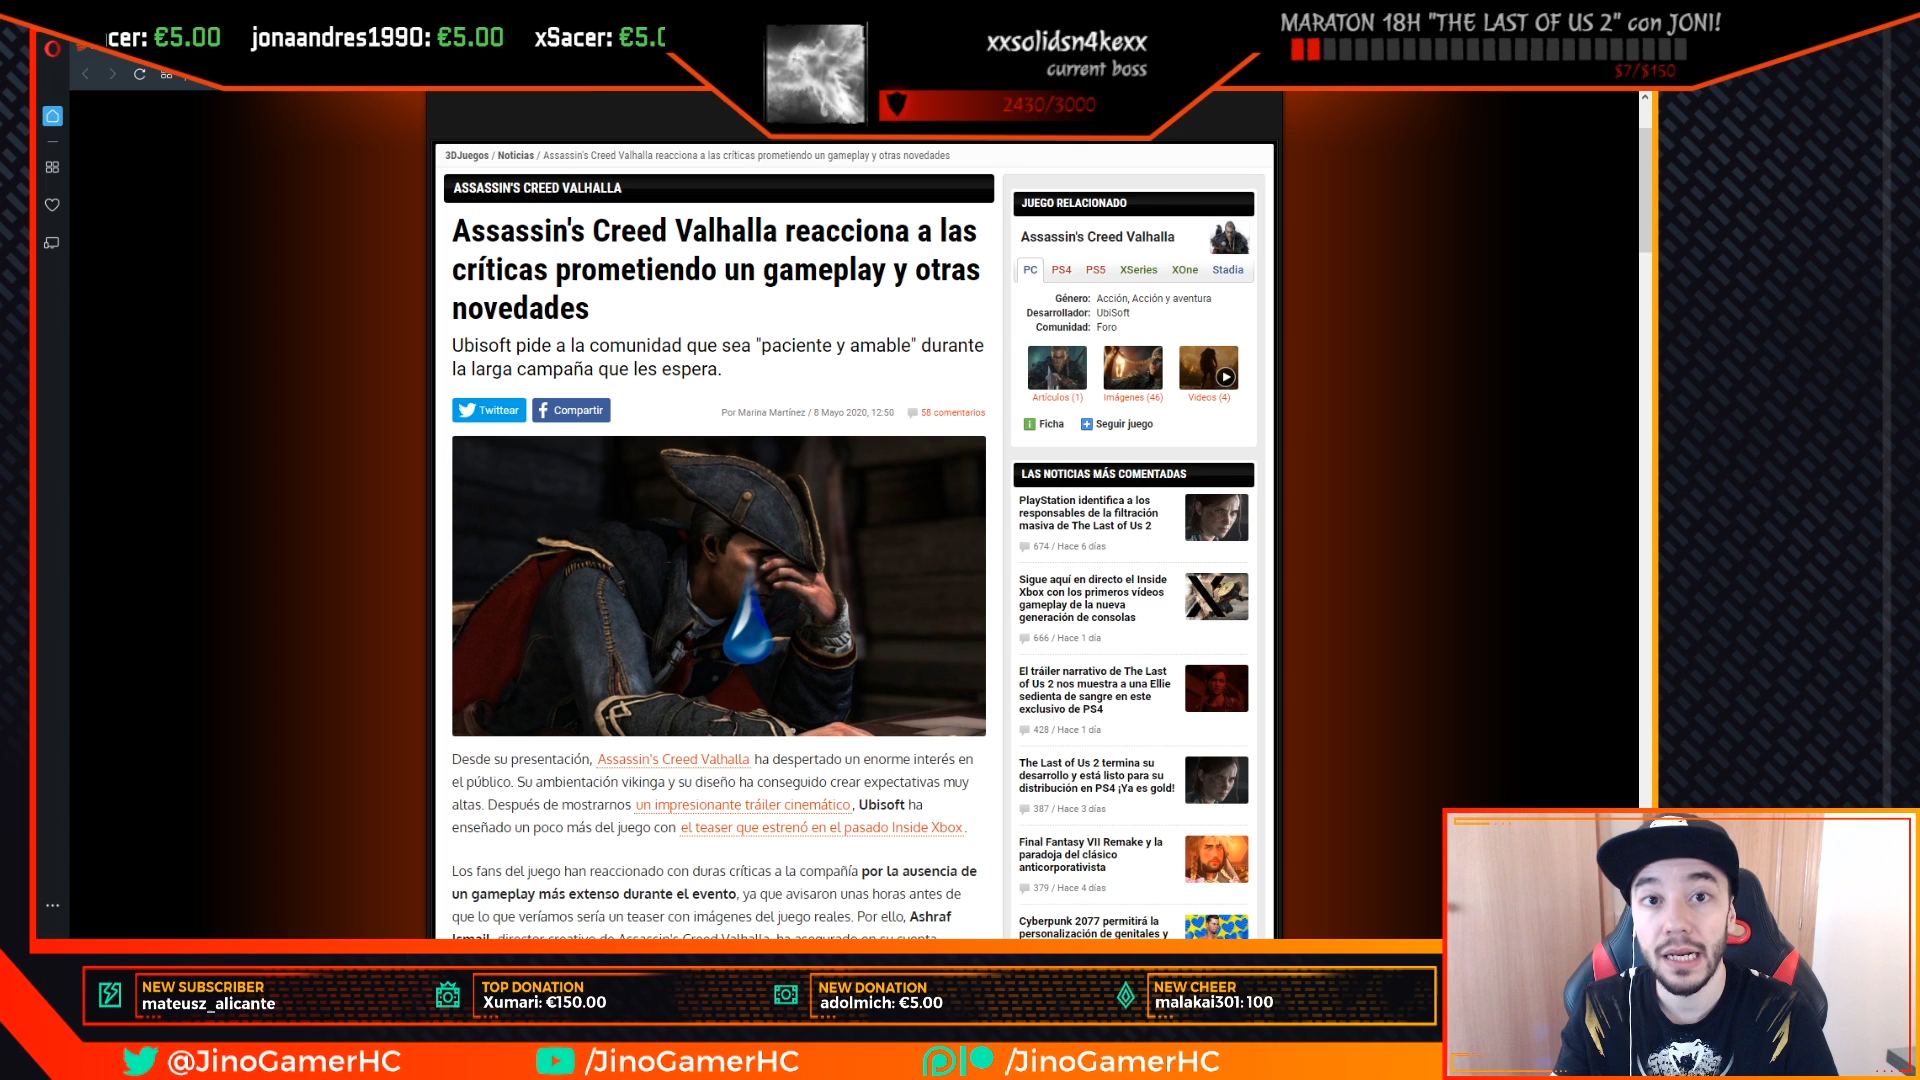 cer: €5.00 jonaandres1990: €5.00 xSacer: €5.0
xxsolidsn4kexx
current boss
2430/3000
MARATON 18H "THE LAST OF US 2" con JONI!
$7/$150
3DJuegos / Noticias / Assassin's Creed Valhalla reacciona a las críticas prometiendo un gameplay y otras novedades
ASSASSIN'S CREED VALHALLA
Assassin's Creed Valhalla reacciona a las
críticas prometiendo un gameplay y otras
novedades
Ubisoft pide a la comunidad que sea "paciente y amable" durante
la larga campaña que les espera.
Twittear
Compartir
Por Marina Martínez / 8 Mayo 2020, 12:50
58 comentarios
Desde su presentación, Assassin's Creed Valhalla ha despertado un enorme interés en
el público. Su ambientación vikinga y su diseño ha conseguido crear expectativas muy
altas. Después de mostrarnos un impresionante tráiler cinemático, Ubisoft ha
enseñado un poco más del juego con el teaser que estrenó en el pasado Inside Xbox.
Los fans del juego han reaccionado con duras críticas a la compañía por la ausencia de
un gameplay más extenso durante el evento, ya que avisaron unas horas antes de
que lo que veríamos sería un teaser con imágenes del juego reales. Por ello, Ashraf
Ismail, director creativo de Assassin's Creed Valhalla, ha asegurado en su cuenta
JUEGO RELACIONADO
Assassin's Creed Valhalla
PC PS4 PS5 XSeries XOne Stadia
Género: Acción, Acción y aventura
Desarrollador: UbiSoft
Comunidad: Foro
Artículos (1) Imágenes (46) Videos (4)
Ficha Seguir juego
LAS NOTICIAS MÁS COMENTADAS
PlayStation identifica a los
responsables de la filtración
masiva de The Last of Us 2
674 / Hace 6 días
Sigue aquí en directo el Inside
Xbox con los primeros vídeos
gameplay de la nueva
generación de consolas
666 / Hace 1 día
El tráiler narrativo de The Last
of Us 2 nos muestra a una Ellie
sedienta de sangre en este
exclusivo de PS4
428 / Hace 1 día
The Last of Us 2 termina su
desarrollo y está listo para su
distribución en PS4 ¡Ya es gold!
387 / Hace 3 días
Final Fantasy VII Remake y la
paradoja del clásico
anticorporativista
379 / Hace 4 días
Cyberpunk 2077 permitirá la
personalización de genitales y
NEW SUBSCRIBER
mateusz_alicante
TOP DONATION
Xumari: €150.00
NEW DONATION
adolmich: €5.00
NEW CHEER
malakai301: 100
@JinoGamerHC
/JinoGamerHC
/JinoGamerHC